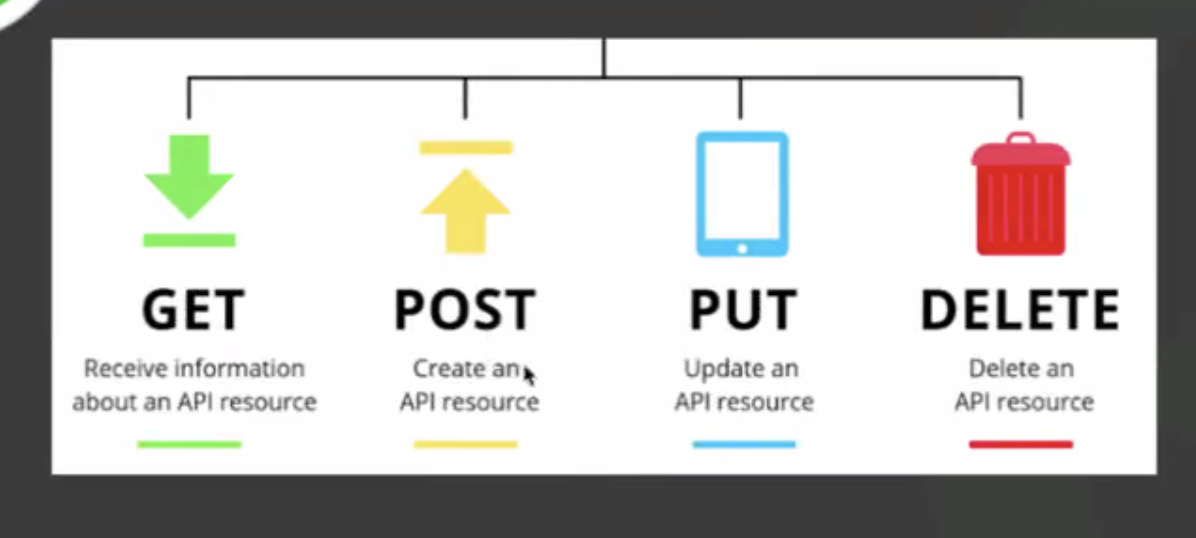 GET
Receive information
about an API resource
POST
Create an
API resource
PUT
Update an
API resource
DELETE
Delete an
API resource